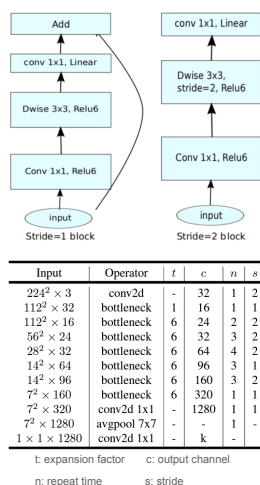 Add
conv 1x1, Linear
Dwise 3x3, Relu6
Conv 1x1, Relu6
input
Stride=1 block
conv 1x1, Linear
Dwise 3x3,
stride=2, Relu6
Conv 1x1, Relu6
input
Stride=2 block
Input Operator t c n s
224² × 3 conv2d - 32 1 2
112² × 32 bottleneck 1 16 1 1
112² × 16 bottleneck 6 24 2 2
56² × 24 bottleneck 6 32 3 2
28² × 32 bottleneck 6 64 4 2
14² × 64 bottleneck 6 96 3 1
14² × 96 bottleneck 6 160 3 2
7² × 160 bottleneck 6 320 1 1
7² × 320 conv2d 1x1 - 1280 1 1
7² × 1280 avgpool 7x7 - - 1 -
1 × 1 × 1280 conv2d 1x1 - k -
t: expansion factor c: output channel
n: repeat time s: stride